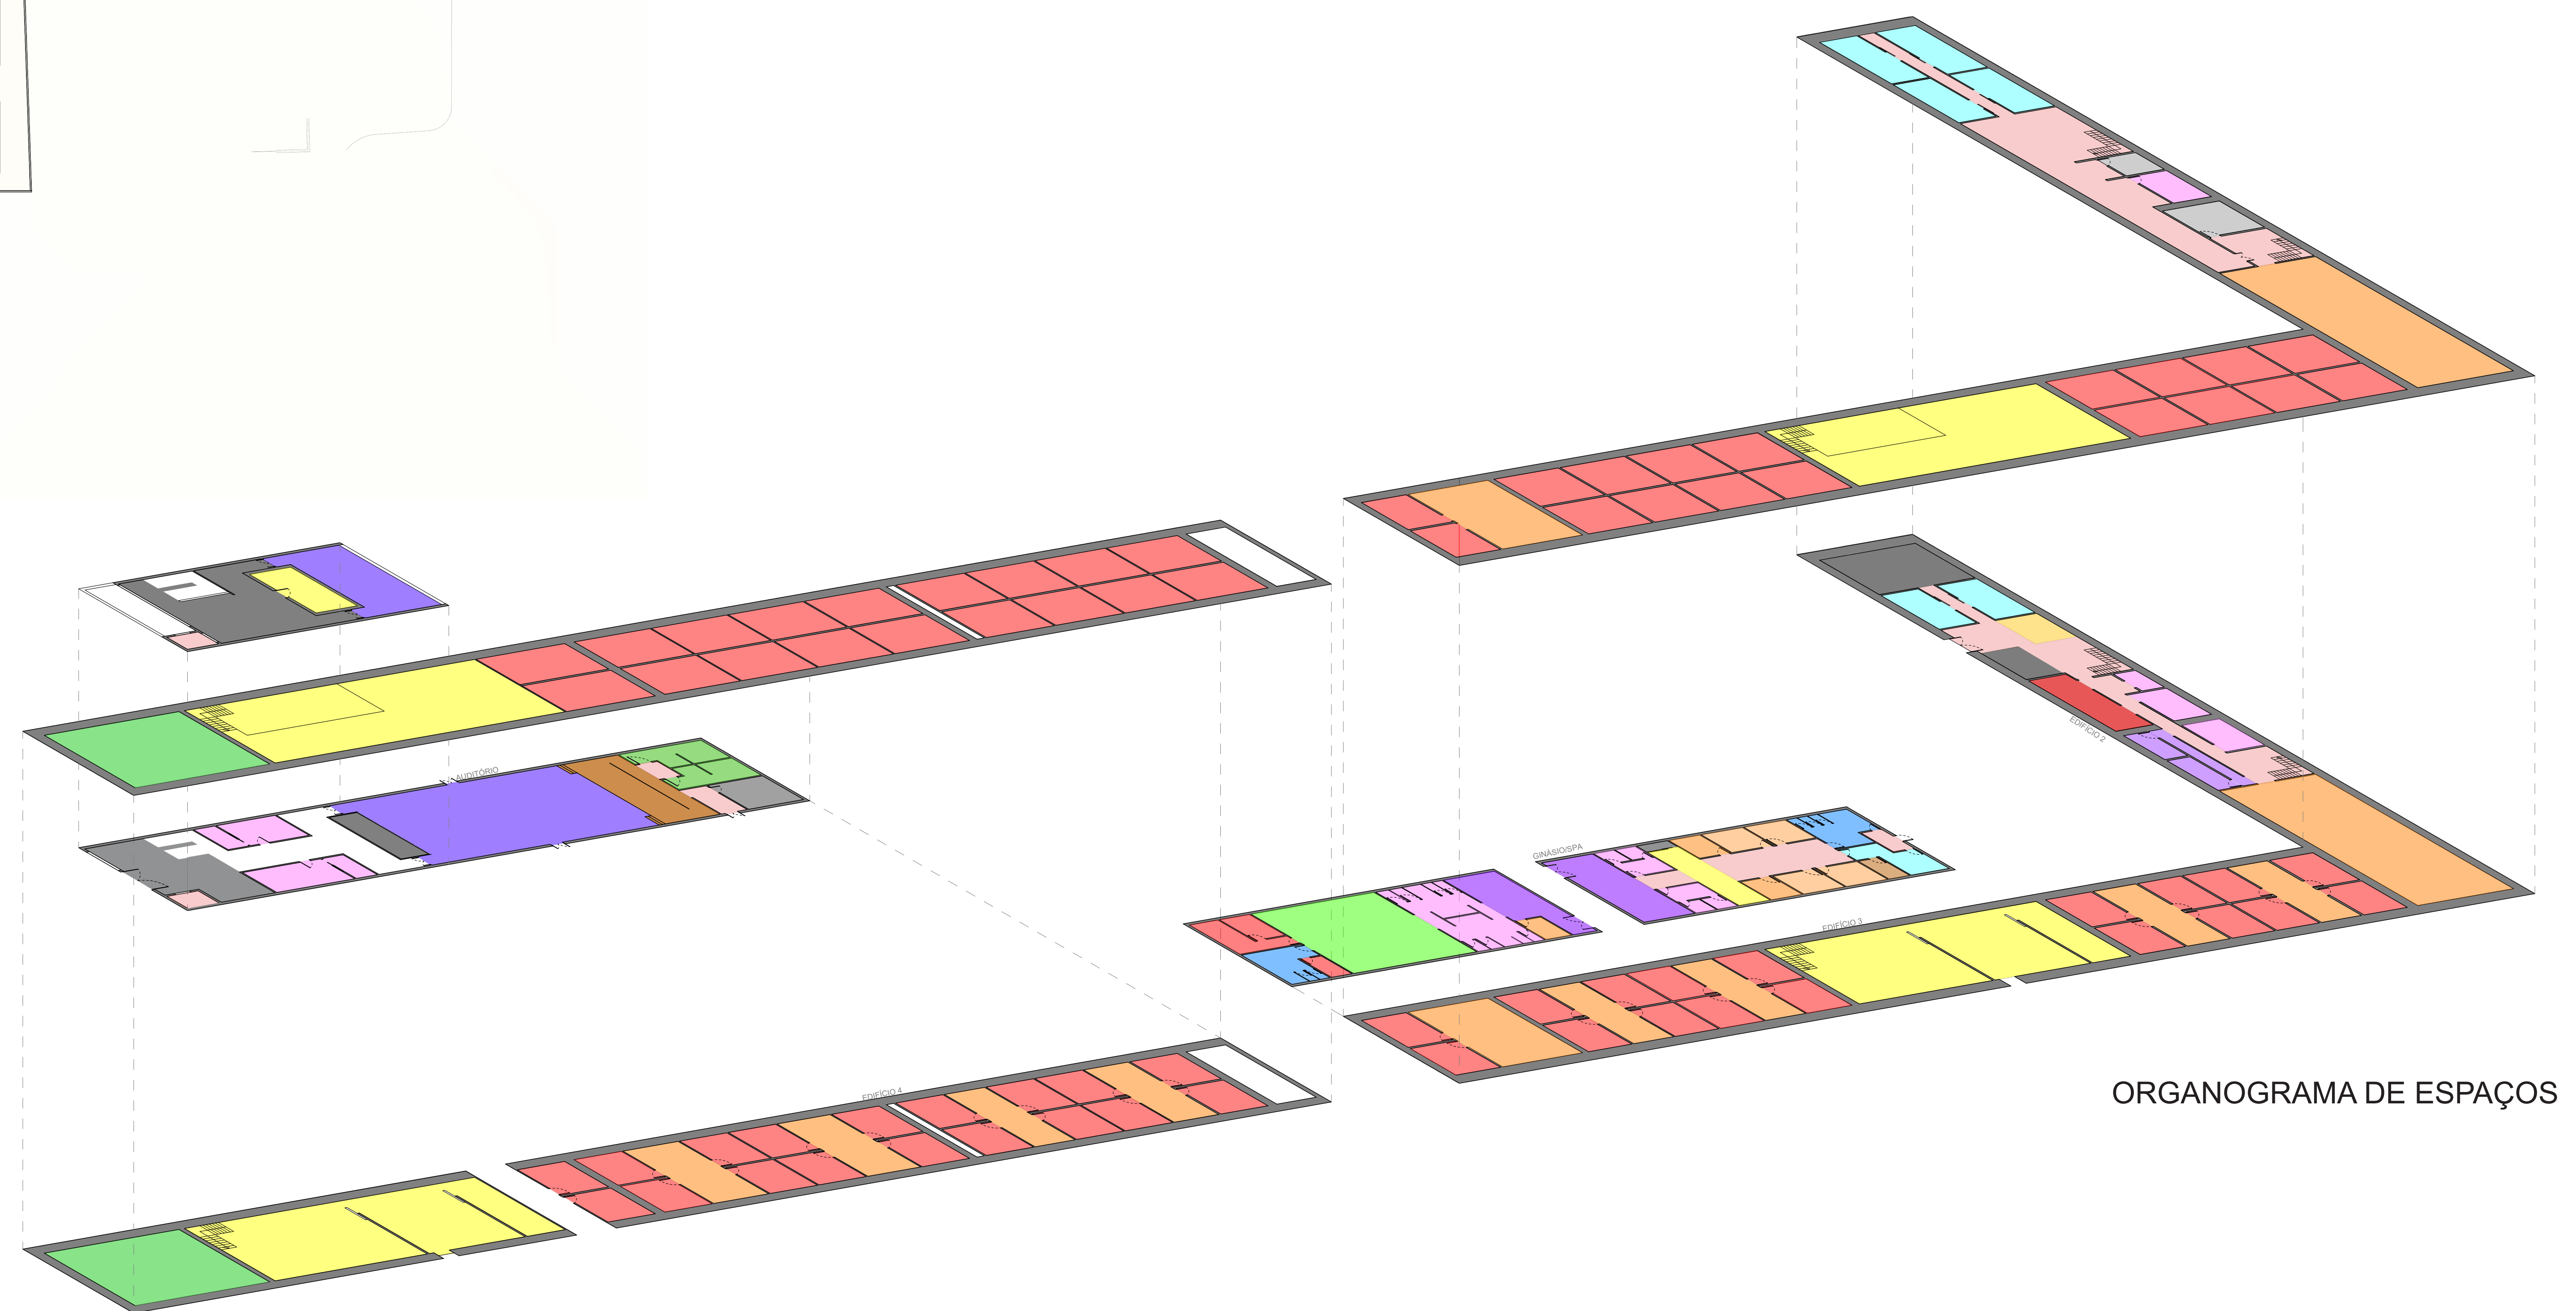 EDIFÍCIO 2
AUDITÓRIO
GINÁSIO/SPA
EDIFÍCIO 3
EDIFÍCIO 4
ORGANOGRAMA DE ESPAÇOS